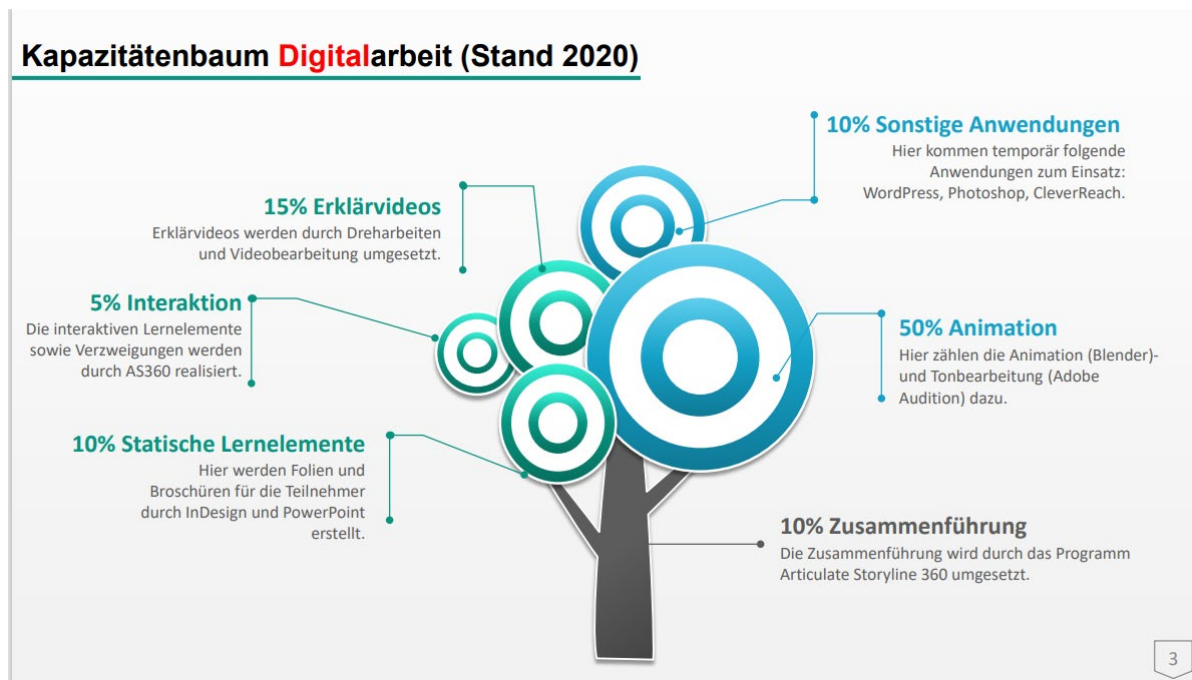 Kapazitätenbaum Digitalarbeit (Stand 2020)
10% Sonstige Anwendungen
Hier kommen temporär folgende
Anwendungen zum Einsatz:
WordPress, Photoshop, CleverReach.
15% Erklärvideos
Erklärvideos werden durch Dreharbeiten
und Videobearbeitung umgesetzt.
5% Interaktion
Die interaktiven Lernelemente
sowie Verzweigungen werden
durch AS360 realisiert.
50% Animation
Hier zählen die Animation (Blender)-
und Tonbearbeitung (Adobe
Audition) dazu.
10% Statische Lernelemente
Hier werden Folien und
Broschüren für die Teilnehmer
durch InDesign und PowerPoint
erstellt.
10% Zusammenführung
Die Zusammenführung wird durch das Programm
Articulate Storyline 360 umgesetzt.
3